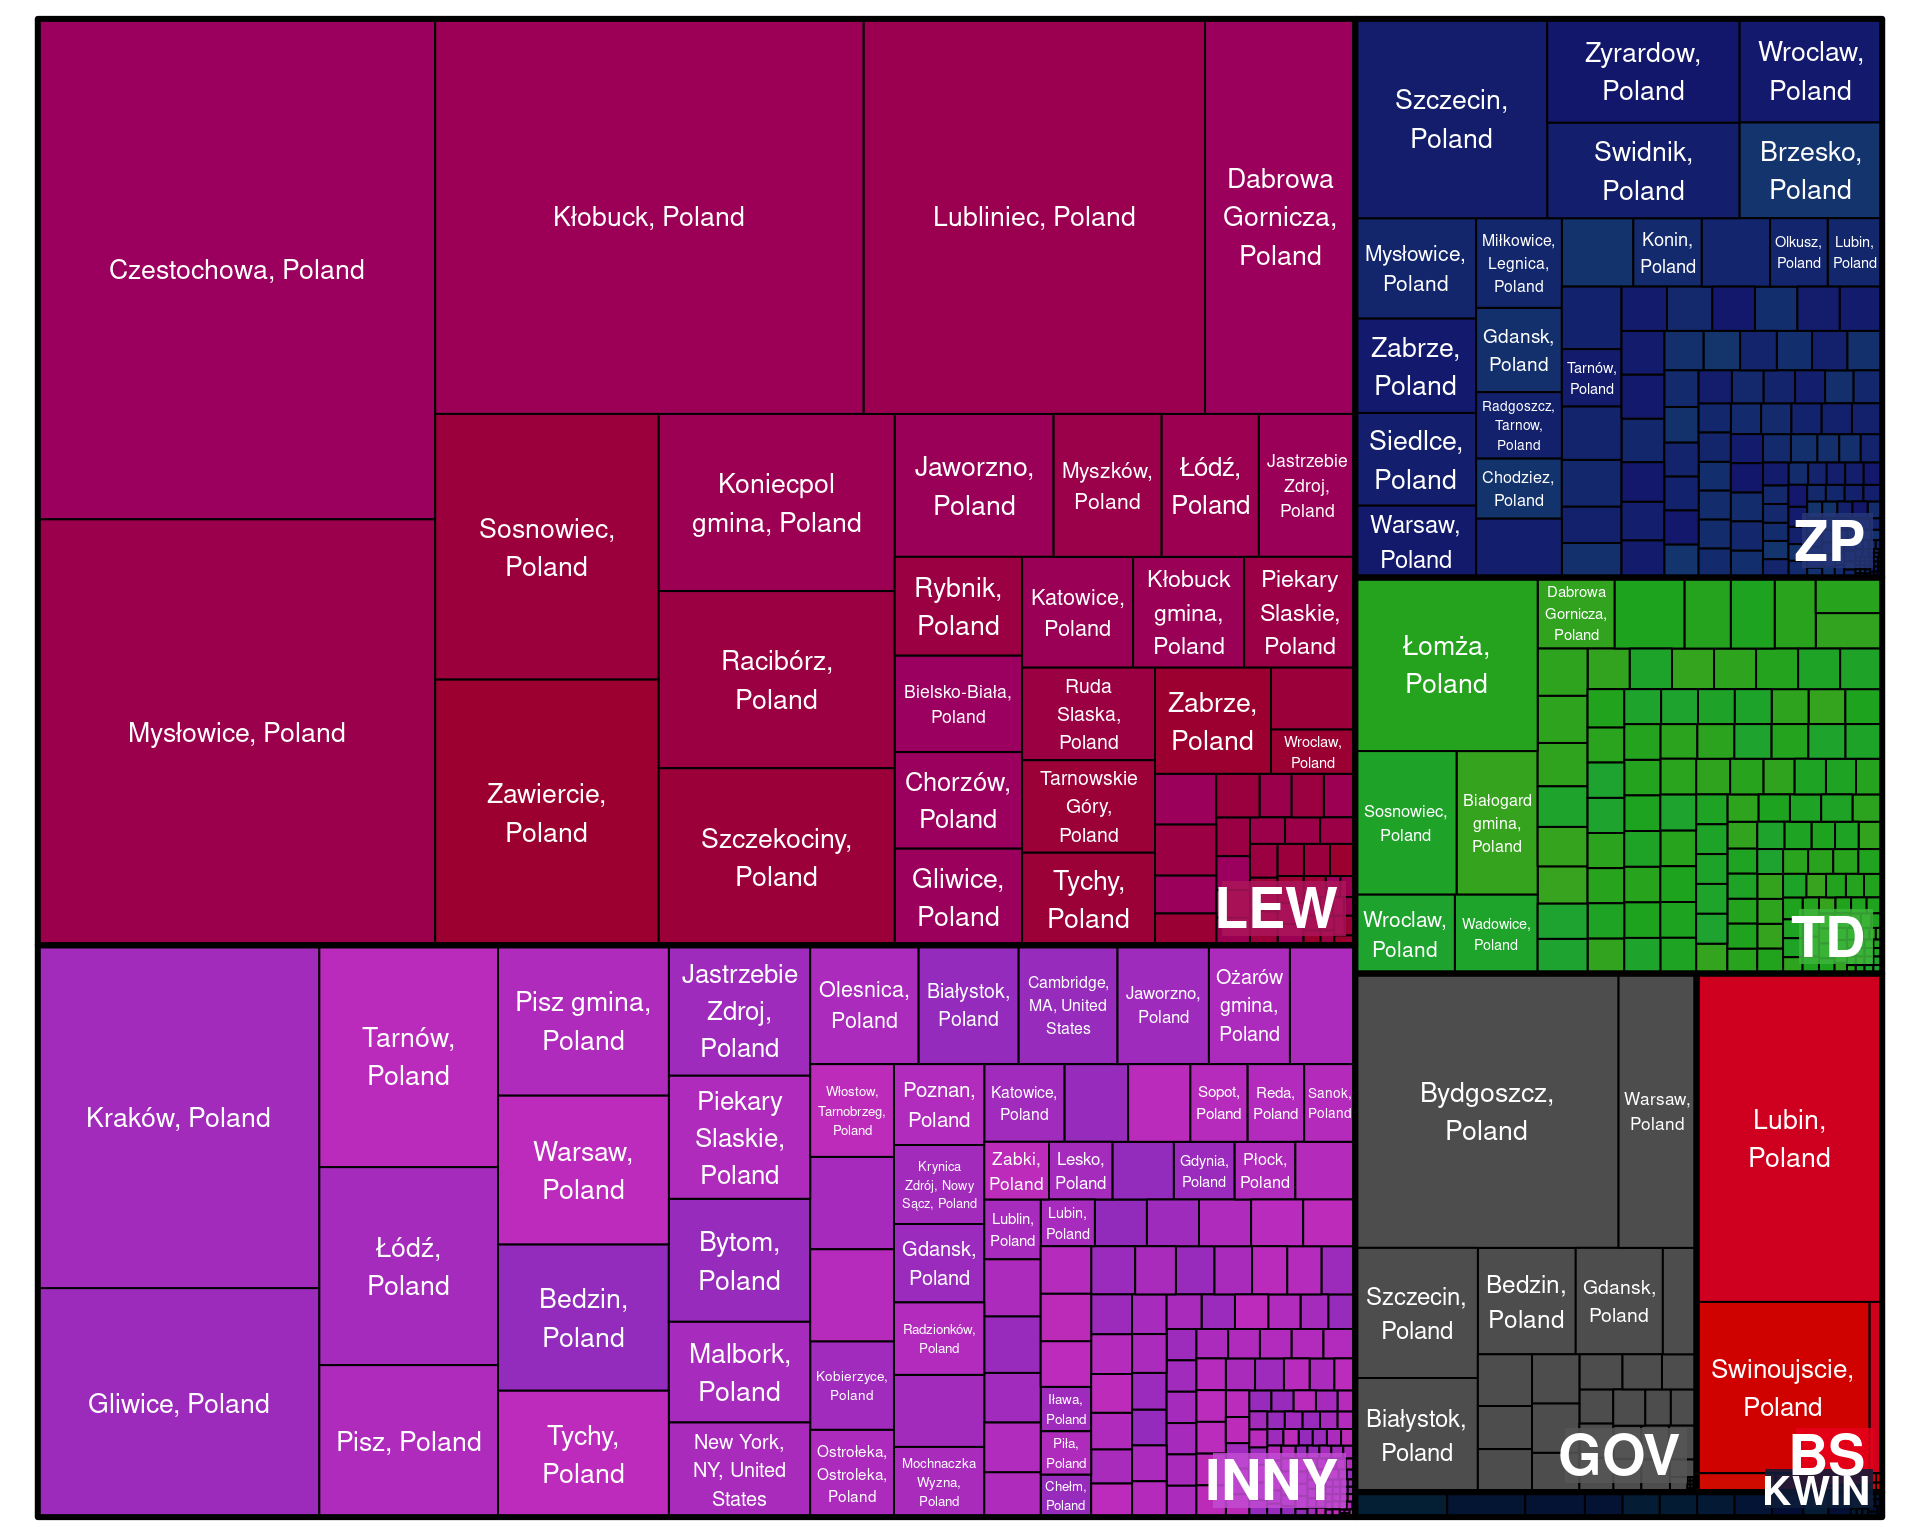 Czestochowa, Poland
Mysłowice, Poland
Kłobuck, Poland
Lubliniec, Poland
Dabrowa
Gornicza,
Poland
Sosnowiec,
Poland
Zawiercie,
Poland
Koniecpol
gmina, Poland
Racibórz,
Poland
Szczekociny,
Poland
Jaworzno,
Poland
Myszków,
Poland
Łódź,
Poland
Jastrzebie
Zdroj,
Poland
Rybnik,
Poland
Bielsko-Biała,
Poland
Chorzów,
Poland
Gliwice,
Poland
Katowice,
Poland
Kłobuck
gmina,
Poland
Piekary
Slaskie,
Poland
Ruda
Slaska,
Poland
Tarnowskie
Góry,
Poland
Tychy,
Poland
Zabrze,
Poland
Wroclaw,
Poland
LEW
Kraków, Poland
Gliwice, Poland
Tarnów,
Poland
Łódź,
Poland
Pisz, Poland
Pisz gmina,
Poland
Warsaw,
Poland
Bedzin,
Poland
Tychy,
Poland
Jastrzebie
Zdroj,
Poland
Piekary
Slaskie,
Poland
Bytom,
Poland
Malbork,
Poland
New York,
NY, United
States
Olesnica,
Poland
Białystok,
Poland
Cambridge,
MA, United
States
Jaworzno,
Poland
Ożarów
gmina,
Poland
Włostow,
Tarnobrzeg,
Poland
Kobierzyce,
Poland
Ostrołeka,
Ostroleka,
Poland
Poznan,
Poland
Krynica
Zdrój, Nowy
Sącz, Poland
Gdansk,
Poland
Radzionków,
Poland
Mochnaczka
Wyzna,
Poland
Katowice,
Poland
Sopot,
Poland
Reda,
Poland
Sanok,
Poland
Zabki,
Poland
Lesko,
Poland
Gdynia,
Poland
Płock,
Poland
Lublin,
Poland
Lubin,
Poland
Iława,
Poland
Piła,
Poland
Chełm,
Poland
INNY
Szczecin,
Poland
Zyrardow,
Poland
Wroclaw,
Poland
Swidnik,
Poland
Brzesko,
Poland
Mysłowice,
Poland
Zabrze,
Poland
Siedlce,
Poland
Warsaw,
Poland
Miłkowice,
Legnica,
Poland
Gdansk,
Poland
Radgoszcz,
Tarnow,
Poland
Chodziez,
Poland
Konin,
Poland
Olkusz,
Poland
Lubin,
Poland
Tarnów,
Poland
ZP
Łomża,
Poland
Sosnowiec,
Poland
Białogard
gmina,
Poland
Wroclaw,
Poland
Wadowice,
Poland
Dabrowa
Gornicza,
Poland
TD
Bydgoszcz,
Poland
Warsaw,
Poland
Szczecin,
Poland
Białystok,
Poland
Bedzin,
Poland
Gdansk,
Poland
GOV
Lubin,
Poland
Swinoujscie,
Poland
BS
KWIN